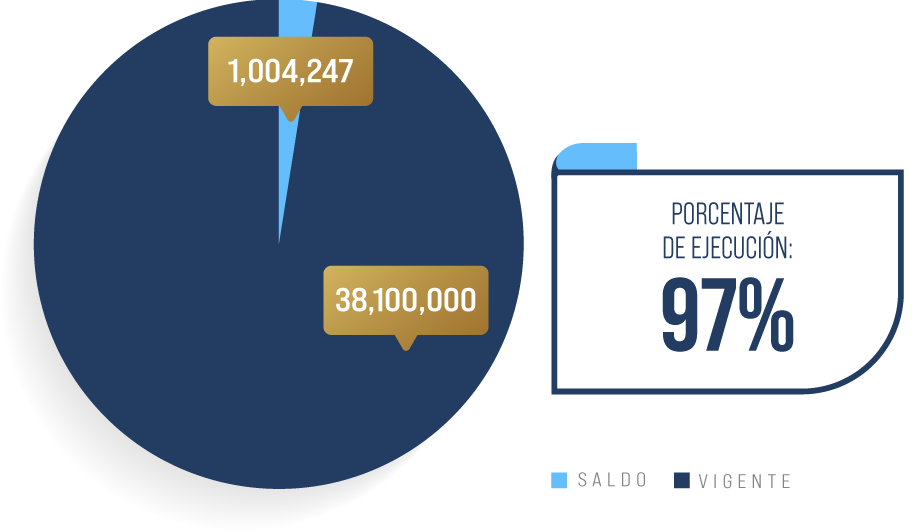 1,004,247
38,100,000
PORCENTAJE
DE EJECUCIÓN:
97%
SALDO
VIGENTE